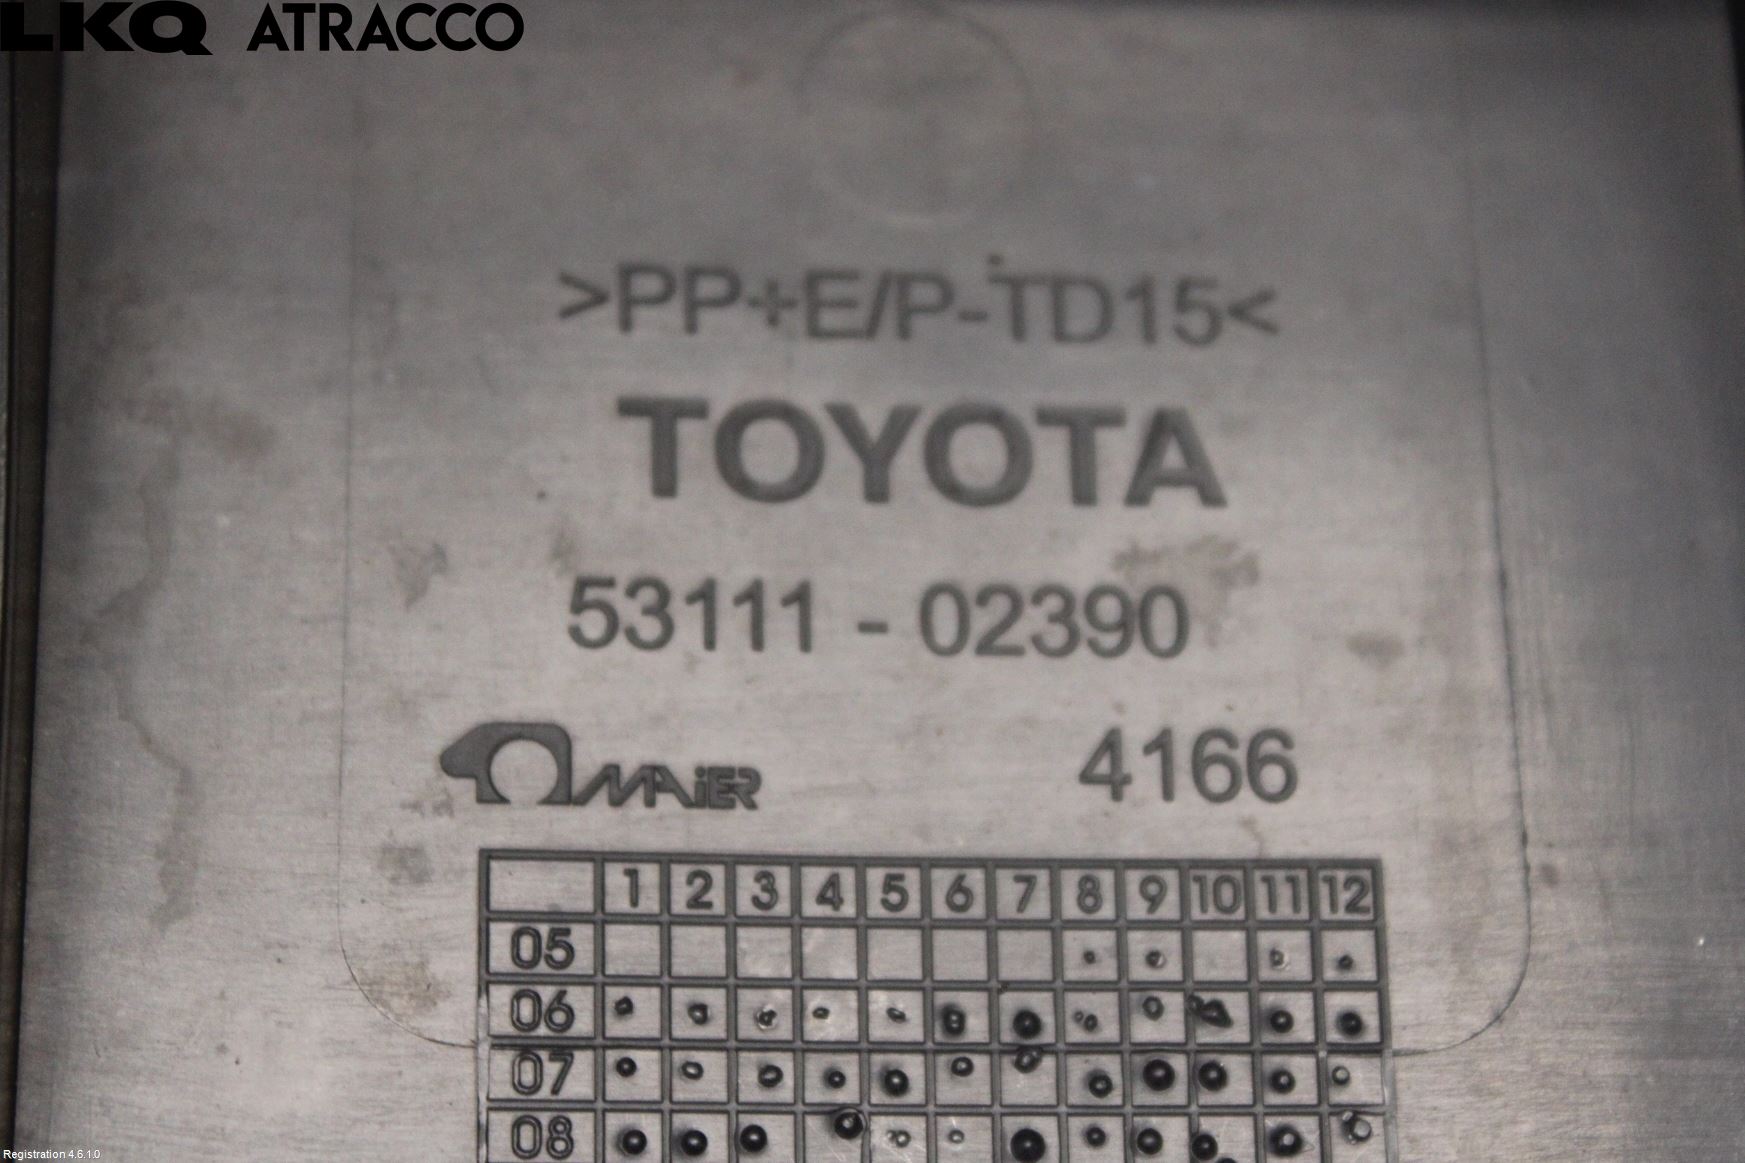 LKQ ATRACCO
>PP+E/P-TD15<
TOYOTA
53111 - 02390
MAIER 4166
1 2 3 4 5 6 7 8 9 10 11 12
05
06
07
08
Registration 4.6.1.0